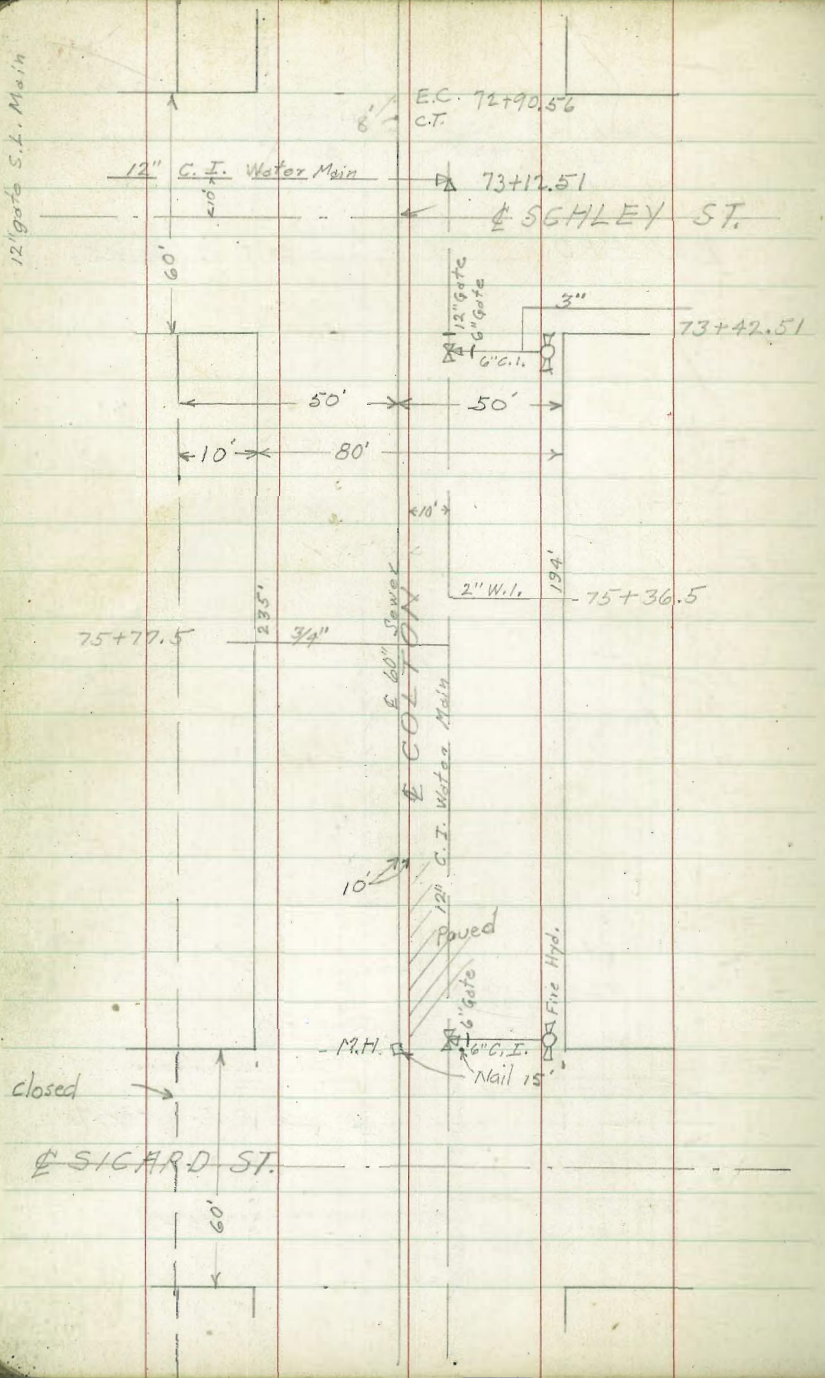 12" gate S.L. Main
E.C. 72+90.56
8' C.T.
12" C.I. Water Main
73+12.51
10'
℄ SCHLEY ST.
60'
12" Gate
6" Gate
3"
73+42.51
6" C.I.
50' 50'
10' 80'
10'
2" W.I.
194'
75+36.5
235'
75+77.5 3/4"
℄ 60" Sewer
℄ COLTON
12" C.I. Water Main
10'
Paved
6" Gate
Fire Hyd.
M.H.
6" C.I.
Nail 15'
closed
℄ SICARD ST.
60'